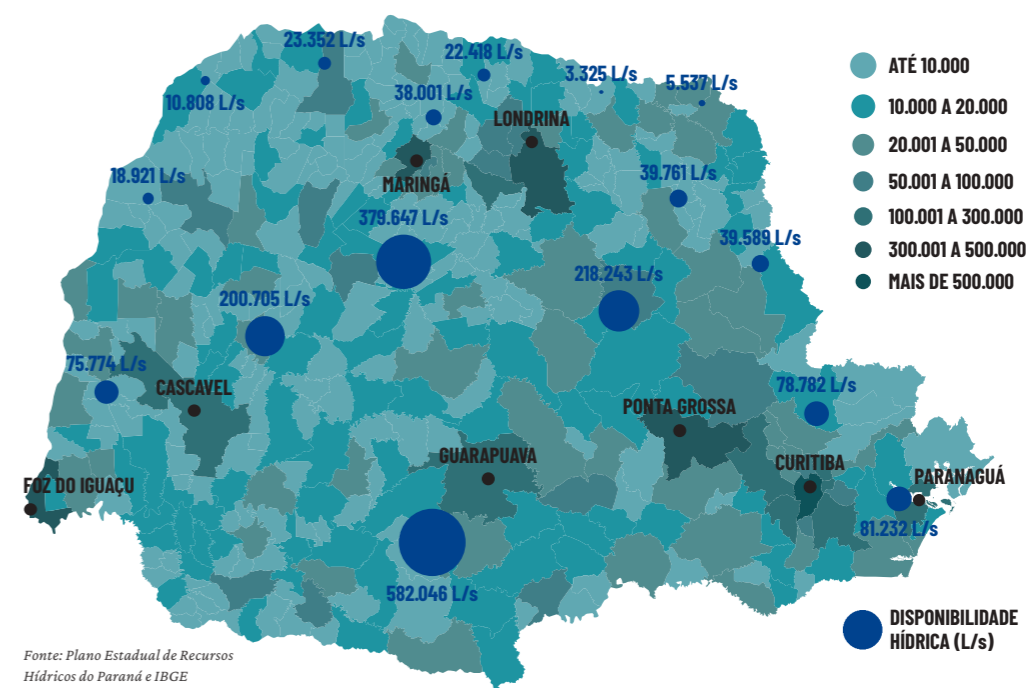 23.352 L/s
22.418 L/s
3.325 L/s
5.537 L/s
10.808 L/s
38.001 L/s
LONDRINA
MARINGÁ
18.921 L/s
39.761 L/s
379.647 L/s
39.589 L/s
218.243 L/s
200.705 L/s
75.774 L/s
CASCAVEL
78.782 L/s
PONTA GROSSA
GUARAPUAVA
CURITIBA
PARANAGUÁ
FOZ DO IGUAÇU
81.232 L/s
582.046 L/s
ATÉ 10.000
10.000 A 20.000
20.001 A 50.000
50.001 A 100.000
100.001 A 300.000
300.001 A 500.000
MAIS DE 500.000
DISPONIBILIDADE
HÍDRICA (L/s)
Fonte: Plano Estadual de Recursos
Hídricos do Paraná e IBGE